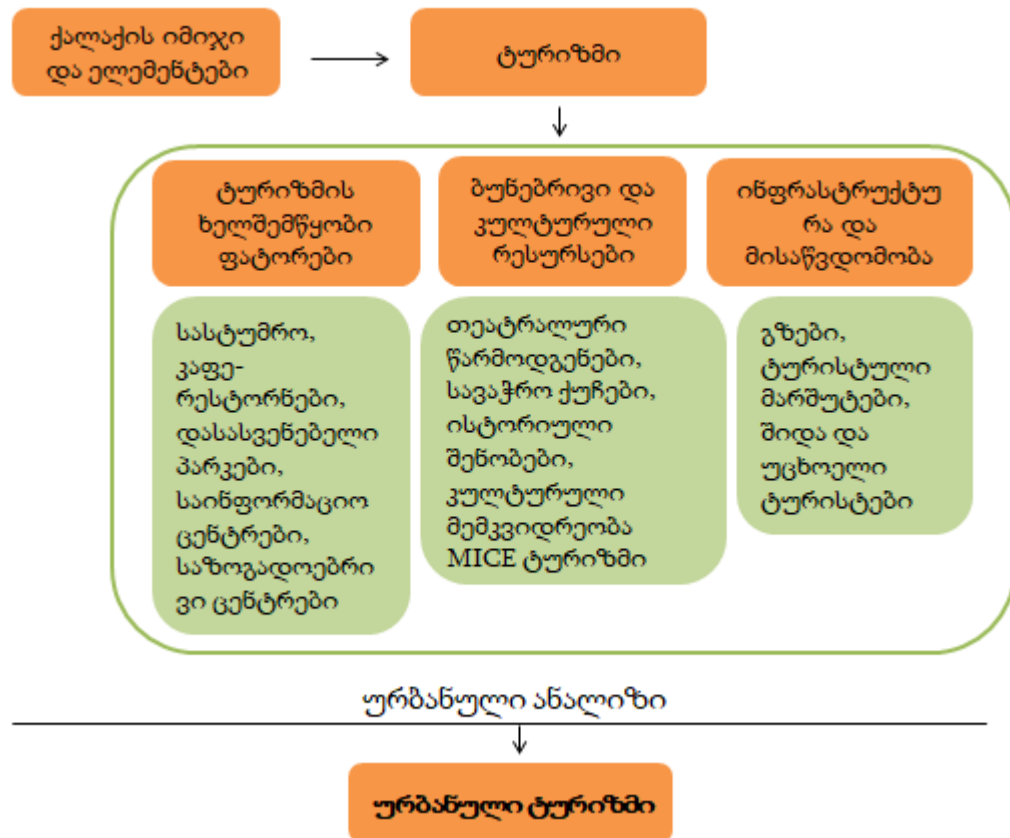 ქალაქის იმიჯი
და ელემენტები
ტურიზმი
ტურიზმის
ხელშემწყობი
ფატორები
ბუნებრივი და
კულტურული
რესურსები
ინფრასტრუქტუ
რა და
მისაწვდომობა
სასტუმრო,
კაფე-
რესტორნები,
დასასვენებელი
პარკები,
საინფორმაციო
ცენტრები,
საზოგადოებრი
ვი ცენტრები
თეატრალური
წარმოდგენები,
სავაჭრო ქუჩები,
ისტორიული
შენობები,
კულტურული
მემკვიდრეობა
MICE ტურიზმი
გზები,
ტურისტული
მარშუტები,
შიდა და
უცხოელი
ტურისტები
ურბანული ანალიზი
ურბანული ტურიზმი